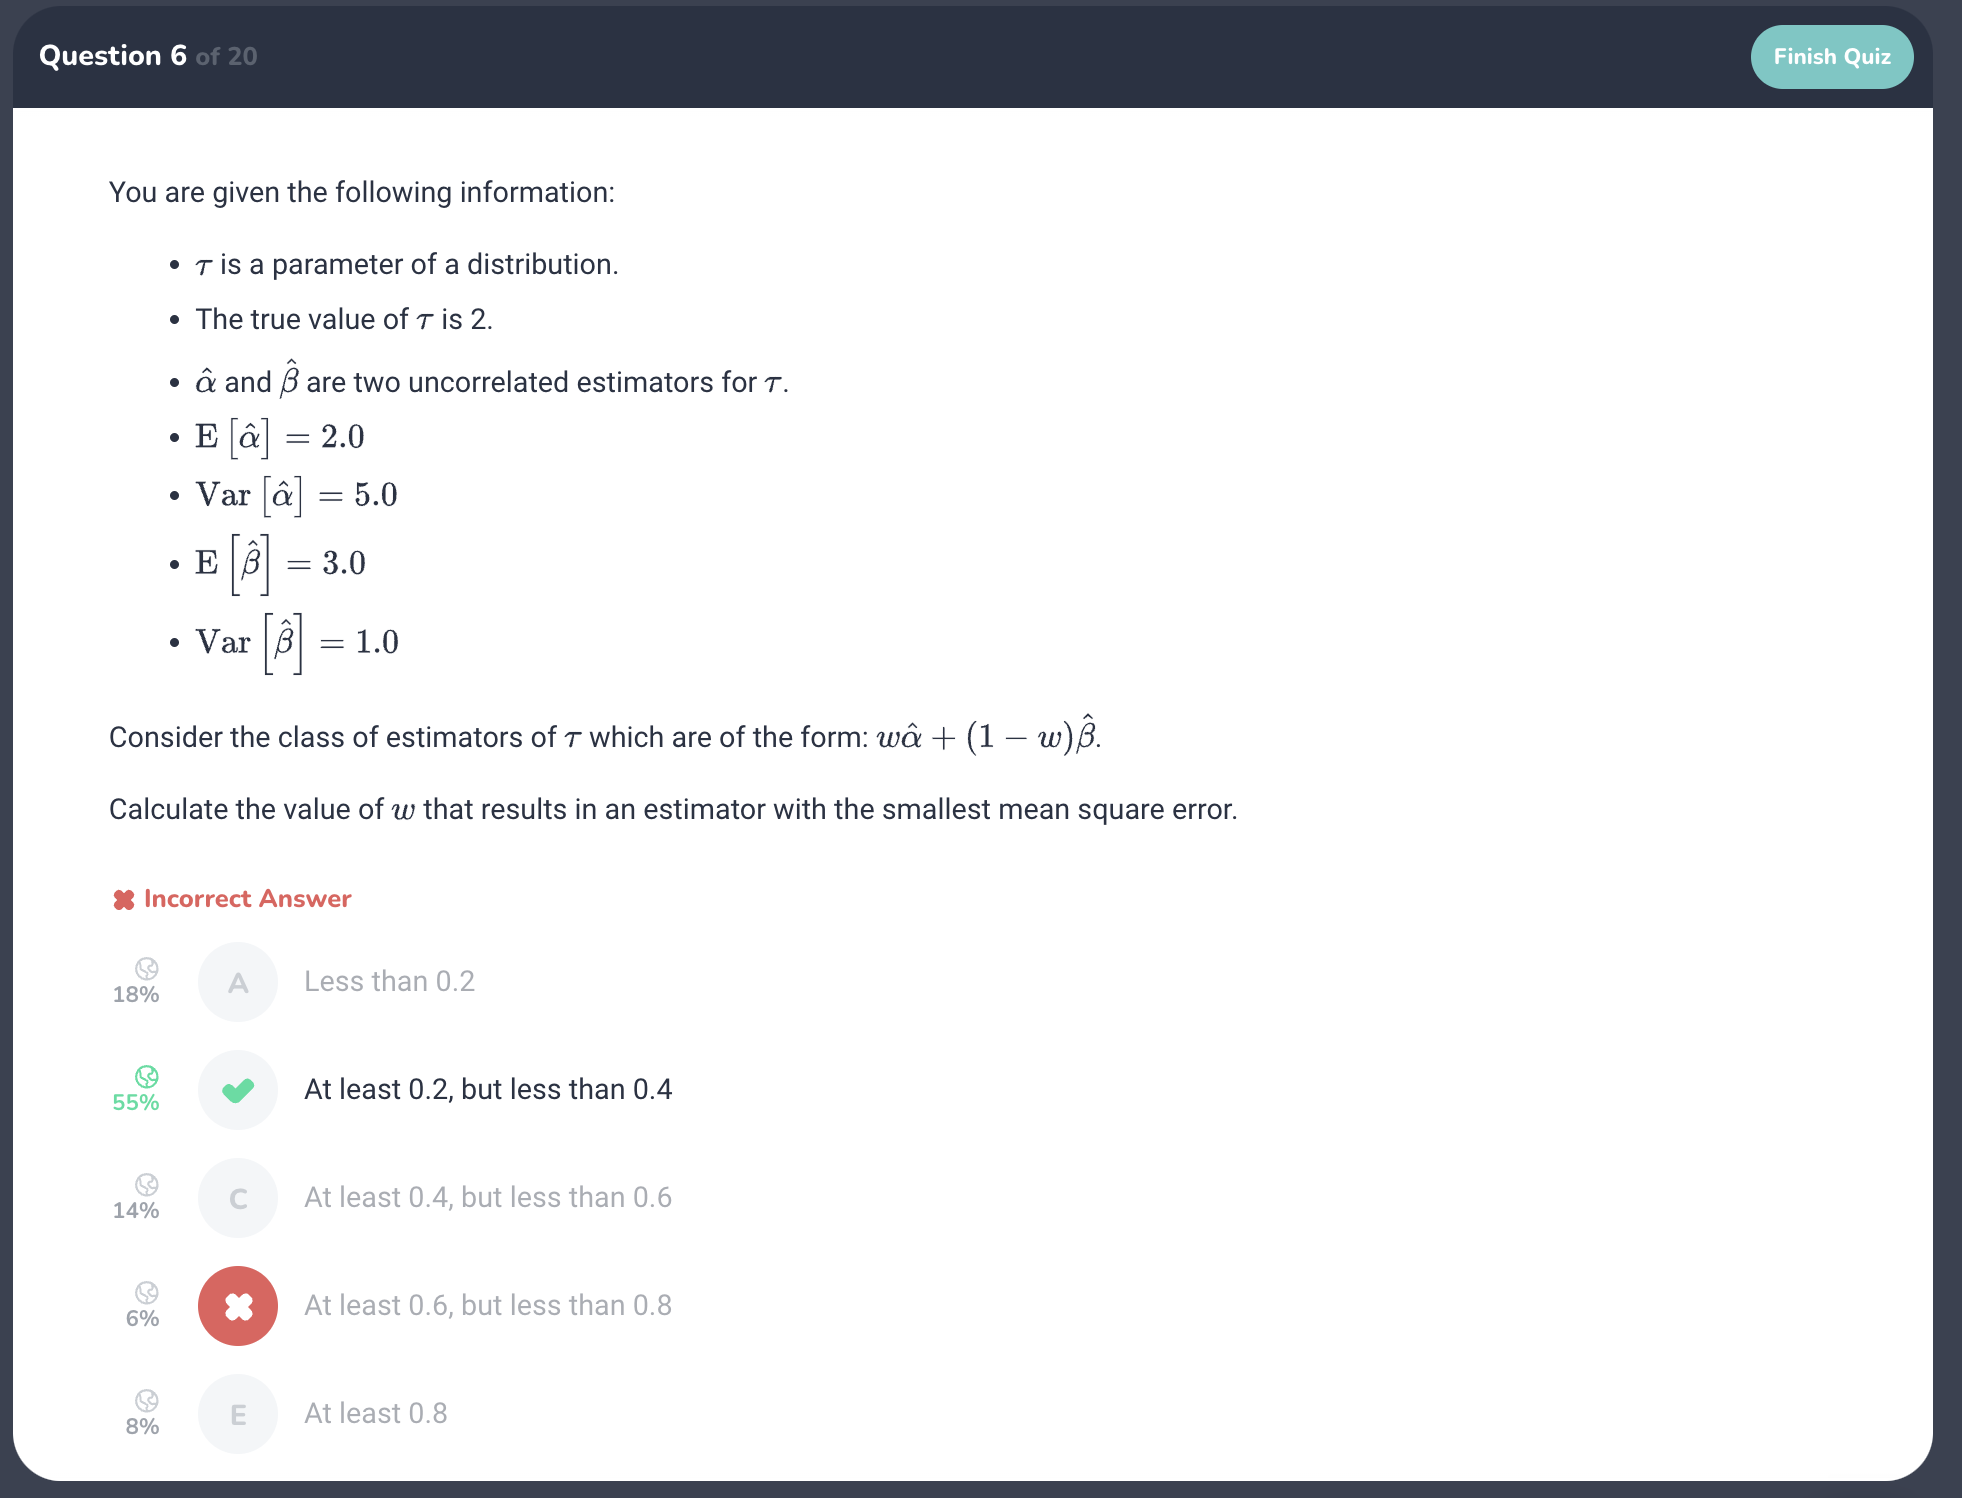 Question 6 of 20
Finish Quiz
You are given the following information:
• τ is a parameter of a distribution.
• The true value of τ is 2.
• α̂ and β̂ are two uncorrelated estimators for τ.
• E [α̂] = 2.0
• Var [α̂] = 5.0
• E [β̂] = 3.0
• Var [β̂] = 1.0
Consider the class of estimators of τ which are of the form: wα̂ + (1 − w)β̂.
Calculate the value of w that results in an estimator with the smallest mean square error.
✖ Incorrect Answer
18% A Less than 0.2
55% ✔ At least 0.2, but less than 0.4
14% C At least 0.4, but less than 0.6
6% ✖ At least 0.6, but less than 0.8
8% E At least 0.8